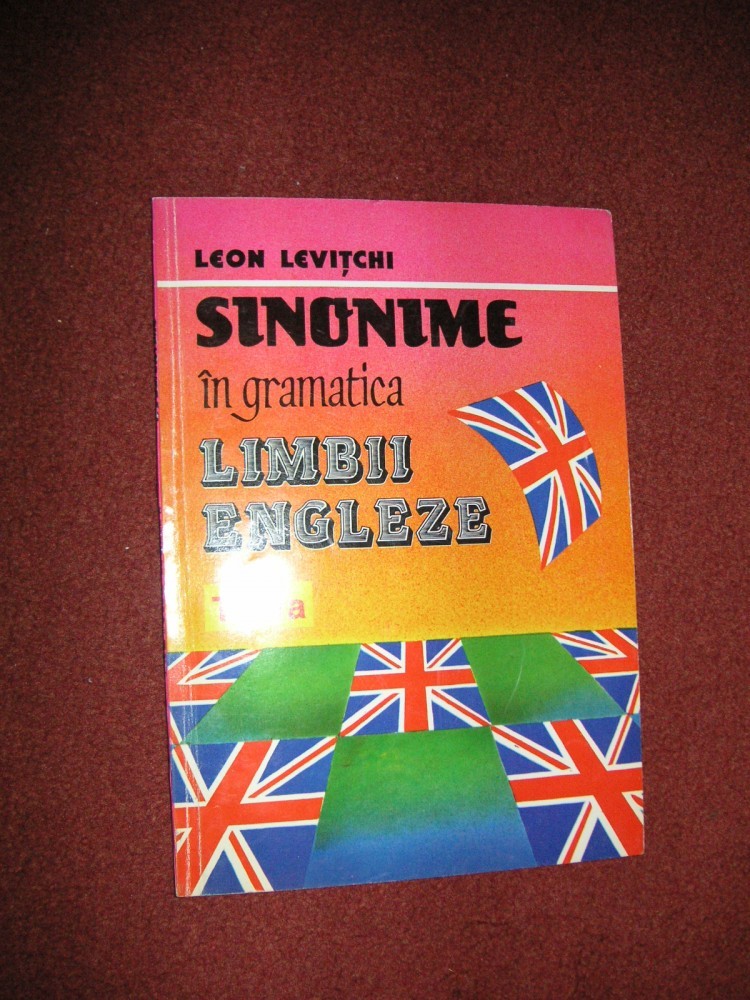 LEON LEVIȚCHI
SINONIME
în gramatica
LIMBII
ENGLEZE